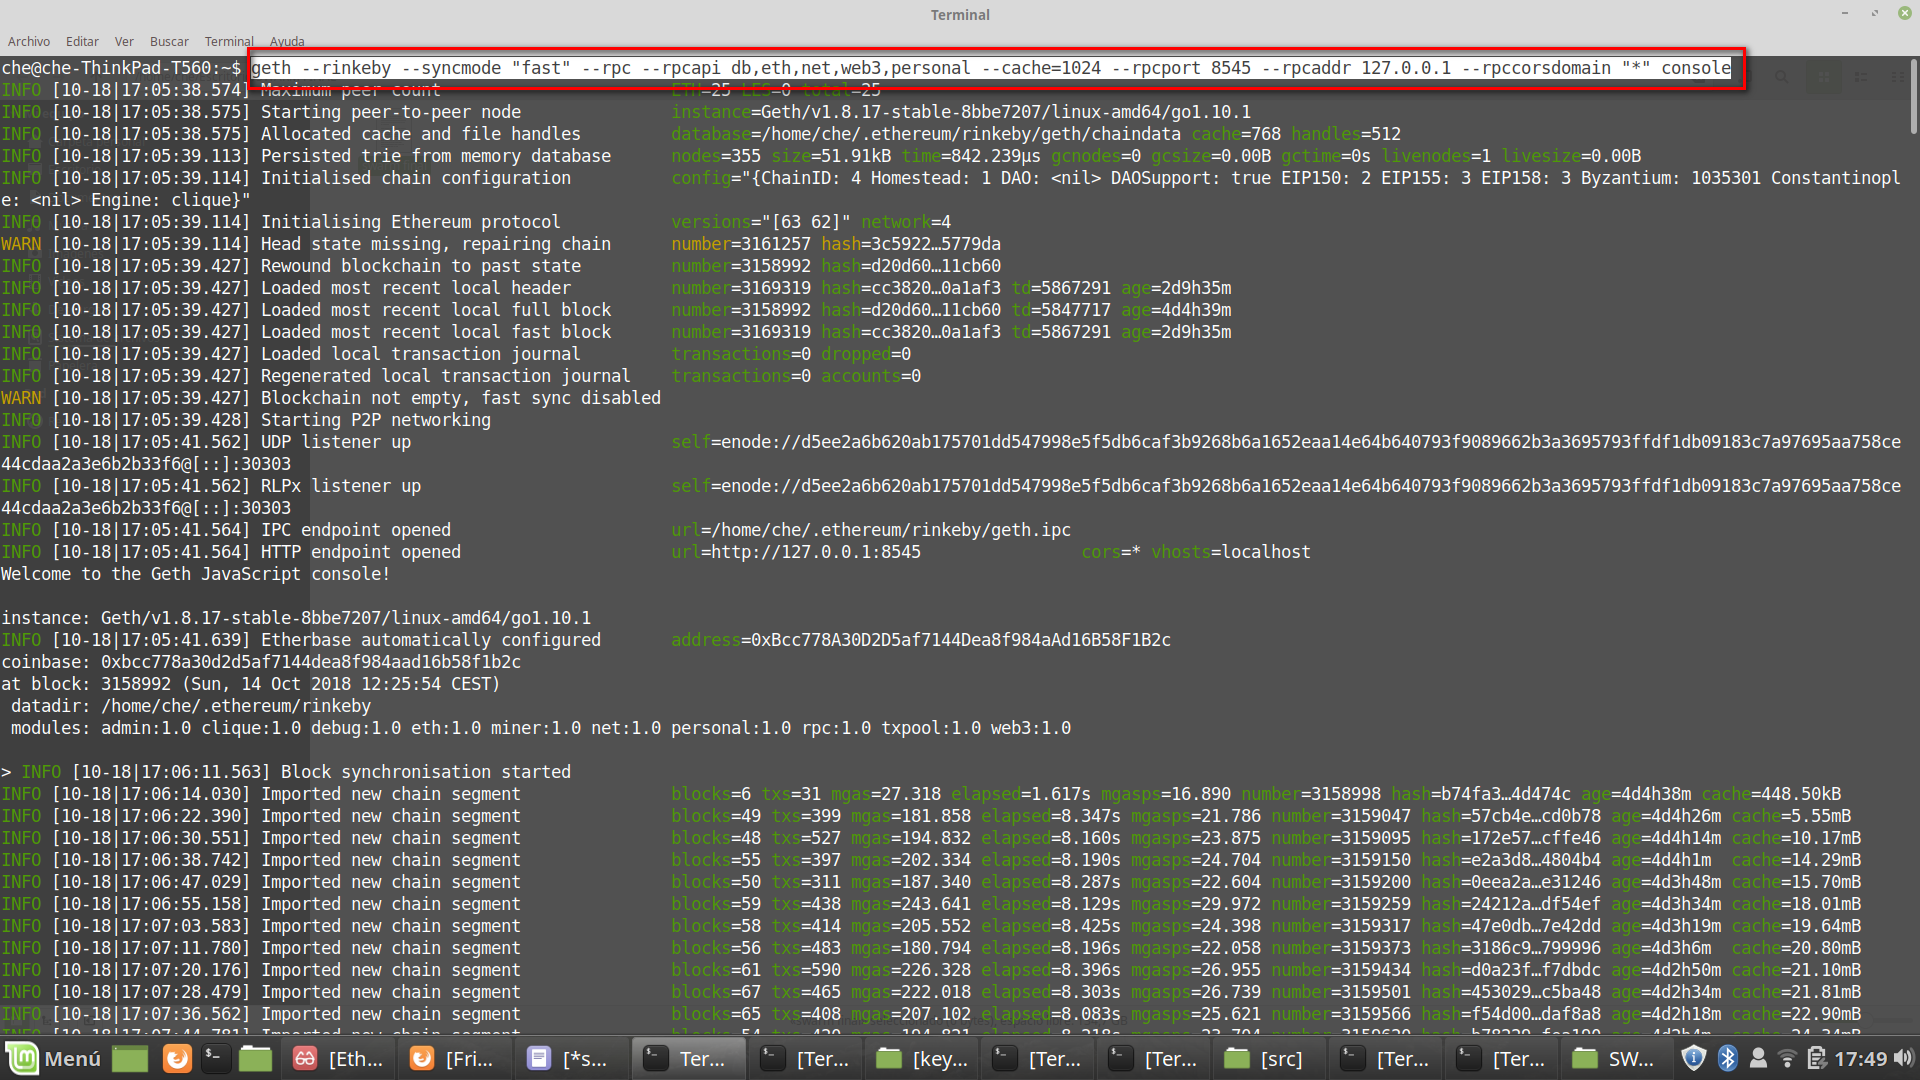 Terminal
Archivo Editar Ver Buscar Terminal Ayuda
che@che-ThinkPad-T560:~$ geth --rinkeby --syncmode "fast" --rpc --rpcapi db,eth,net,web3,personal --cache=1024 --rpcport 8545 --rpcaddr 127.0.0.1 --rpccorsdomain "*" console
INFO [10-18|17:05:38.574] Maximum peer count ETH=25 LES=0 total=25
INFO [10-18|17:05:38.575] Starting peer-to-peer node instance=Geth/v1.8.17-stable-8bbe7207/linux-amd64/go1.10.1
INFO [10-18|17:05:38.575] Allocated cache and file handles database=/home/che/.ethereum/rinkeby/geth/chaindata cache=768 handles=512
INFO [10-18|17:05:39.113] Persisted trie from memory database nodes=355 size=51.91kB time=842.239µs gcnodes=0 gcsize=0.00B gctime=0s livenodes=1 livesize=0.00B
INFO [10-18|17:05:39.114] Initialised chain configuration config="{ChainID: 4 Homestead: 1 DAO: <nil> DAOSupport: true EIP150: 2 EIP155: 3 EIP158: 3 Byzantium: 1035301 Constantinopl
e: <nil> Engine: clique}"
INFO [10-18|17:05:39.114] Initialising Ethereum protocol versions="[63 62]" network=4
WARN [10-18|17:05:39.114] Head state missing, repairing chain number=3161257 hash=3c5922…5779da
INFO [10-18|17:05:39.427] Rewound blockchain to past state number=3158992 hash=d20d60…11cb60
INFO [10-18|17:05:39.427] Loaded most recent local header number=3169319 hash=cc3820…0a1af3 td=5867291 age=2d9h35m
INFO [10-18|17:05:39.427] Loaded most recent local full block number=3158992 hash=d20d60…11cb60 td=5847717 age=4d4h39m
INFO [10-18|17:05:39.427] Loaded most recent local fast block number=3169319 hash=cc3820…0a1af3 td=5867291 age=2d9h35m
INFO [10-18|17:05:39.427] Loaded local transaction journal transactions=0 dropped=0
INFO [10-18|17:05:39.427] Regenerated local transaction journal transactions=0 accounts=0
WARN [10-18|17:05:39.427] Blockchain not empty, fast sync disabled
INFO [10-18|17:05:39.428] Starting P2P networking
INFO [10-18|17:05:41.562] UDP listener up self=enode://d5ee2a6b620ab175701dd547998e5f5db6caf3b9268b6a1652eaa14e64b640793f9089662b3a3695793ffdf1db09183c7a97695aa758ce
44cdaa2a3e6b2b33f6@[::]:30303
INFO [10-18|17:05:41.562] RLPx listener up self=enode://d5ee2a6b620ab175701dd547998e5f5db6caf3b9268b6a1652eaa14e64b640793f9089662b3a3695793ffdf1db09183c7a97695aa758ce
44cdaa2a3e6b2b33f6@[::]:30303
INFO [10-18|17:05:41.564] IPC endpoint opened url=/home/che/.ethereum/rinkeby/geth.ipc
INFO [10-18|17:05:41.564] HTTP endpoint opened url=http://127.0.0.1:8545 cors=* vhosts=localhost
Welcome to the Geth JavaScript console!
instance: Geth/v1.8.17-stable-8bbe7207/linux-amd64/go1.10.1
INFO [10-18|17:05:41.639] Etherbase automatically configured address=0xBcc778A30D2D5af7144Dea8f984aAd16B58F1B2c
coinbase: 0xbcc778a30d2d5af7144dea8f984aad16b58f1b2c
at block: 3158992 (Sun, 14 Oct 2018 12:25:54 CEST)
datadir: /home/che/.ethereum/rinkeby
modules: admin:1.0 clique:1.0 debug:1.0 eth:1.0 miner:1.0 net:1.0 personal:1.0 rpc:1.0 txpool:1.0 web3:1.0
> INFO [10-18|17:06:11.563] Block synchronisation started
INFO [10-18|17:06:14.030] Imported new chain segment blocks=6 txs=31 mgas=27.318 elapsed=1.617s mgasps=16.890 number=3158998 hash=b74fa3…4d474c age=4d4h38m cache=448.50kB
INFO [10-18|17:06:22.390] Imported new chain segment blocks=49 txs=399 mgas=181.858 elapsed=8.347s mgasps=21.786 number=3159047 hash=57cb4e…cd0b78 age=4d4h26m cache=5.55mB
INFO [10-18|17:06:30.551] Imported new chain segment blocks=48 txs=527 mgas=194.832 elapsed=8.160s mgasps=23.875 number=3159095 hash=172e57…cffe46 age=4d4h14m cache=10.17mB
INFO [10-18|17:06:38.742] Imported new chain segment blocks=55 txs=397 mgas=202.334 elapsed=8.190s mgasps=24.704 number=3159150 hash=e2a3d8…4804b4 age=4d4h1m cache=14.29mB
INFO [10-18|17:06:47.029] Imported new chain segment blocks=50 txs=311 mgas=187.340 elapsed=8.287s mgasps=22.604 number=3159200 hash=0eea2a…e31246 age=4d3h48m cache=15.70mB
INFO [10-18|17:06:55.158] Imported new chain segment blocks=59 txs=438 mgas=243.641 elapsed=8.129s mgasps=29.972 number=3159259 hash=24212a…df54ef age=4d3h34m cache=18.01mB
INFO [10-18|17:07:03.583] Imported new chain segment blocks=58 txs=414 mgas=205.552 elapsed=8.425s mgasps=24.398 number=3159317 hash=47e0db…7e42dd age=4d3h19m cache=19.64mB
INFO [10-18|17:07:11.780] Imported new chain segment blocks=56 txs=483 mgas=180.794 elapsed=8.196s mgasps=22.058 number=3159373 hash=3186c9…799996 age=4d3h6m cache=20.80mB
INFO [10-18|17:07:20.176] Imported new chain segment blocks=61 txs=590 mgas=226.328 elapsed=8.396s mgasps=26.955 number=3159434 hash=d0a23f…f7dbdc age=4d2h50m cache=21.10mB
INFO [10-18|17:07:28.479] Imported new chain segment blocks=67 txs=465 mgas=222.018 elapsed=8.303s mgasps=26.739 number=3159501 hash=453029…c5ba48 age=4d2h34m cache=21.81mB
INFO [10-18|17:07:36.562] Imported new chain segment blocks=65 txs=408 mgas=207.102 elapsed=8.083s mgasps=25.621 number=3159566 hash=f54d00…daf8a8 age=4d2h18m cache=22.90mB
Menú [Eth... [Fri... [*s... Ter... [Ter... [key... [Ter... [Ter... [src] [Ter... [Ter... SW... 17:49